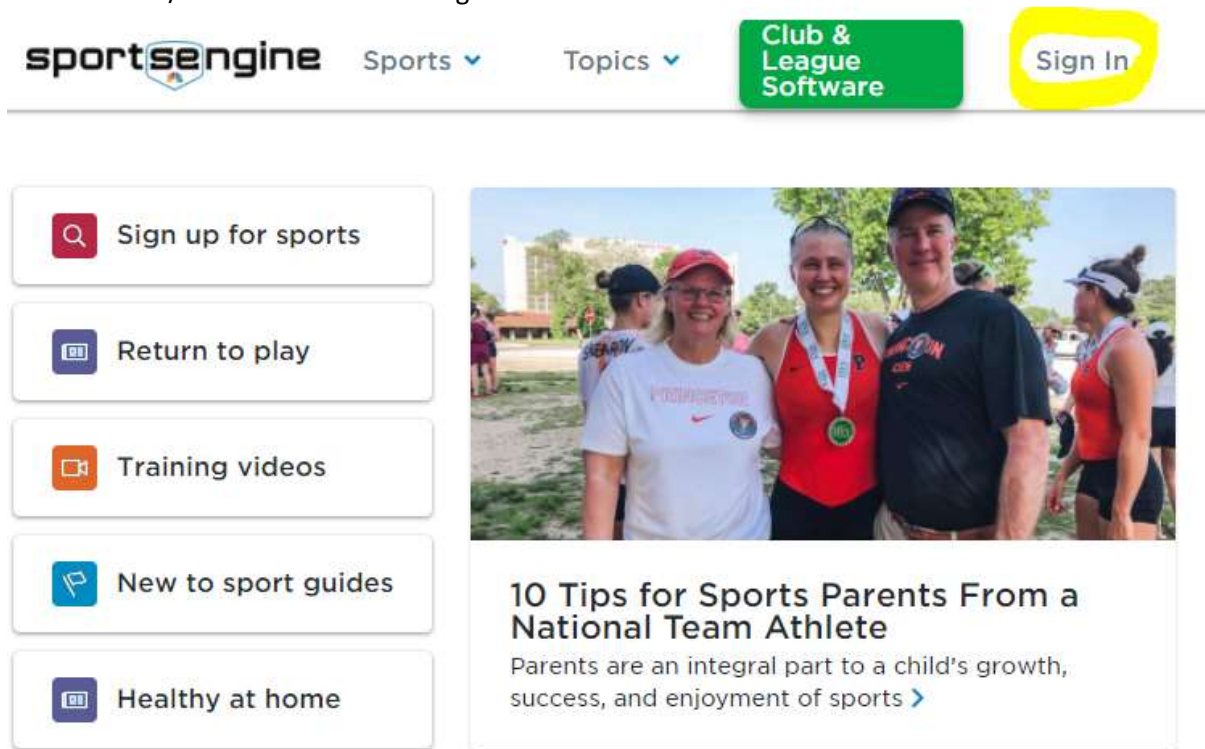 sportsengine
Sports
Topics
Club &
League
Software
Sign In
Sign up for sports
Return to play
Training videos
New to sport guides
Healthy at home
PRINCETON
10 Tips for Sports Parents From a
National Team Athlete
Parents are an integral part to a child's growth,
success, and enjoyment of sports